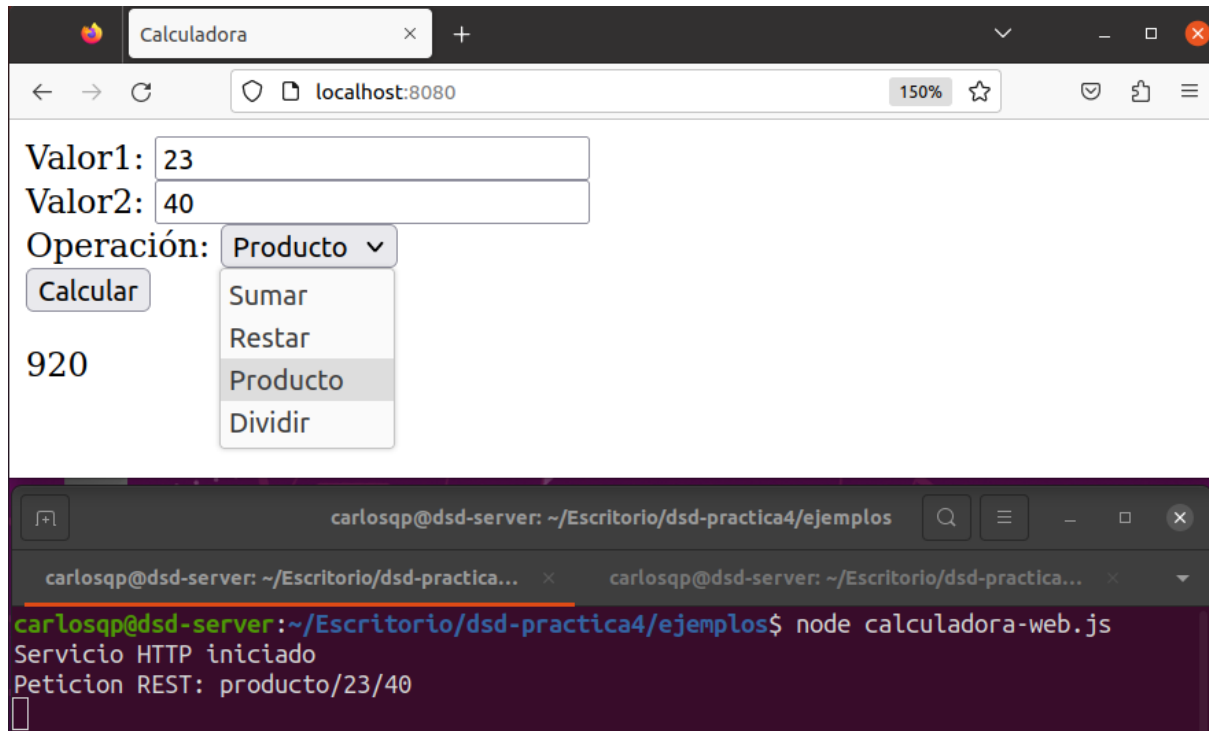 Calculadora
localhost:8080 150%
Valor1: 23
Valor2: 40
Operación: Producto
Calcular
Sumar
Restar
Producto
Dividir
920
carlosqp@dsd-server: ~/Escritorio/dsd-practica4/ejemplos
carlosqp@dsd-server: ~/Escritorio/dsd-practica... carlosqp@dsd-server: ~/Escritorio/dsd-practica...
carlosqp@dsd-server:~/Escritorio/dsd-practica4/ejemplos$ node calculadora-web.js
Servicio HTTP iniciado
Peticion REST: producto/23/40